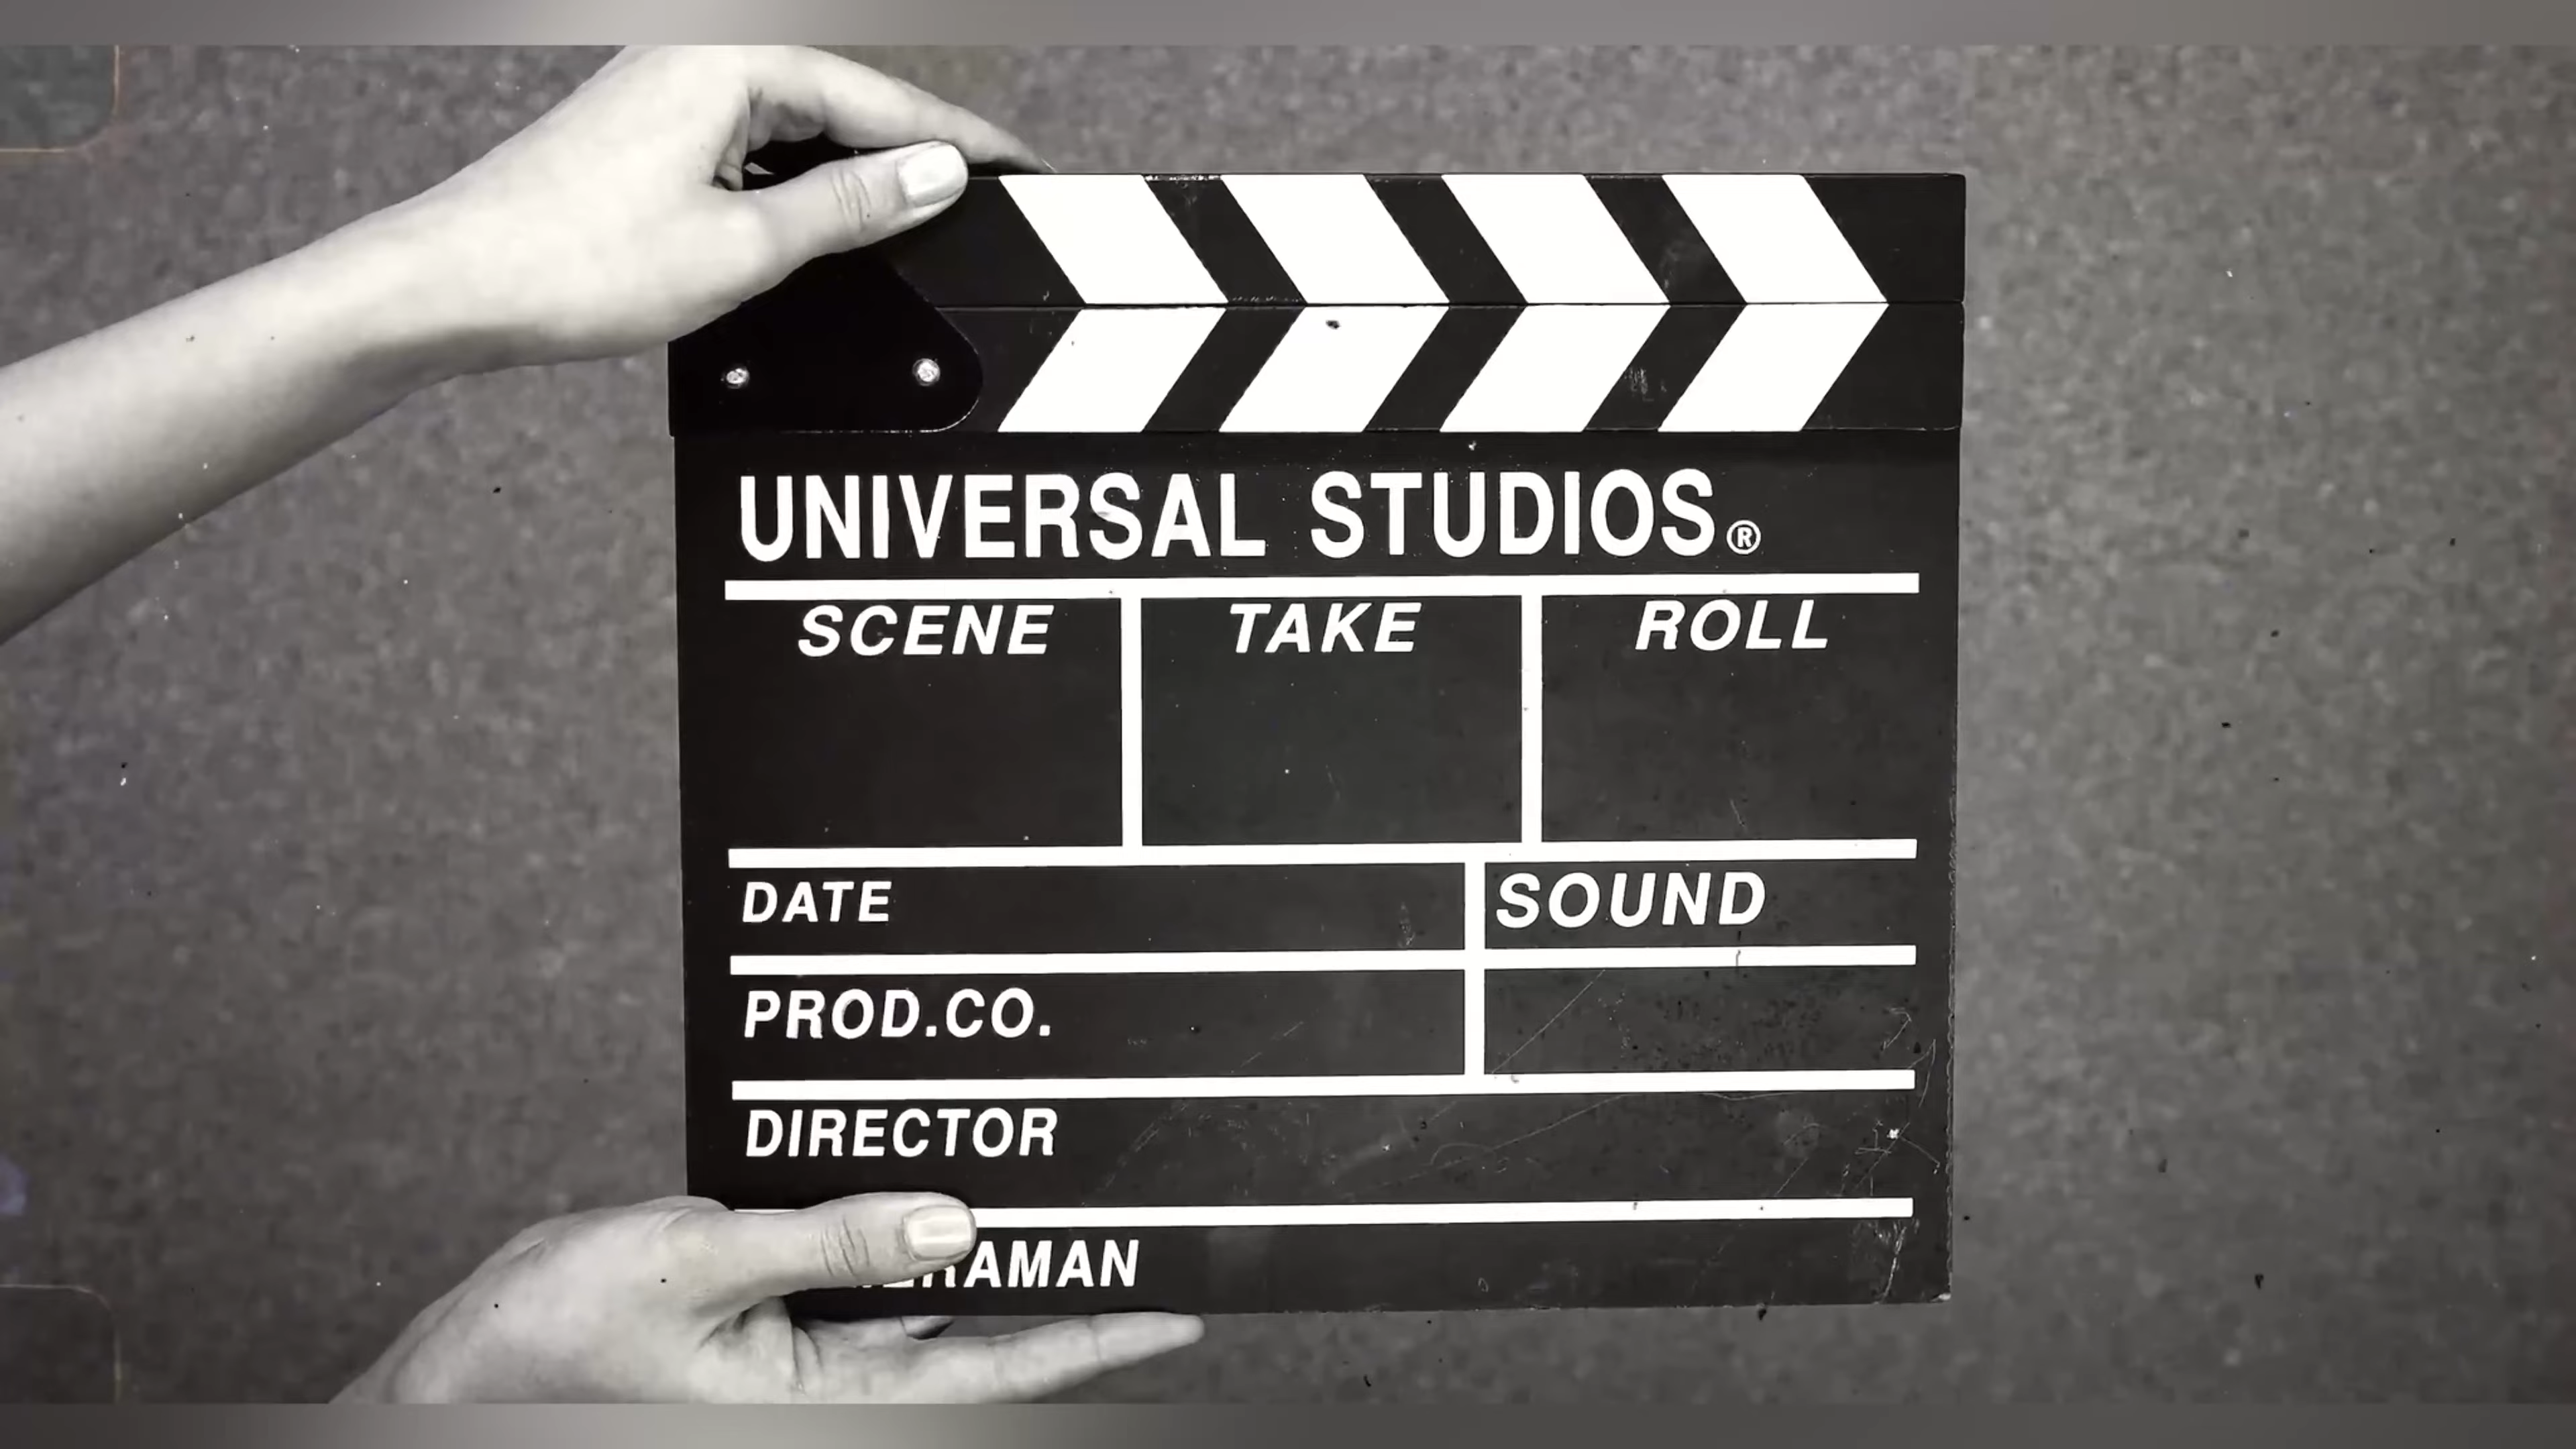 UNIVERSAL STUDIOS®
SCENE TAKE ROLL
DATE SOUND
PROD.CO.
DIRECTOR